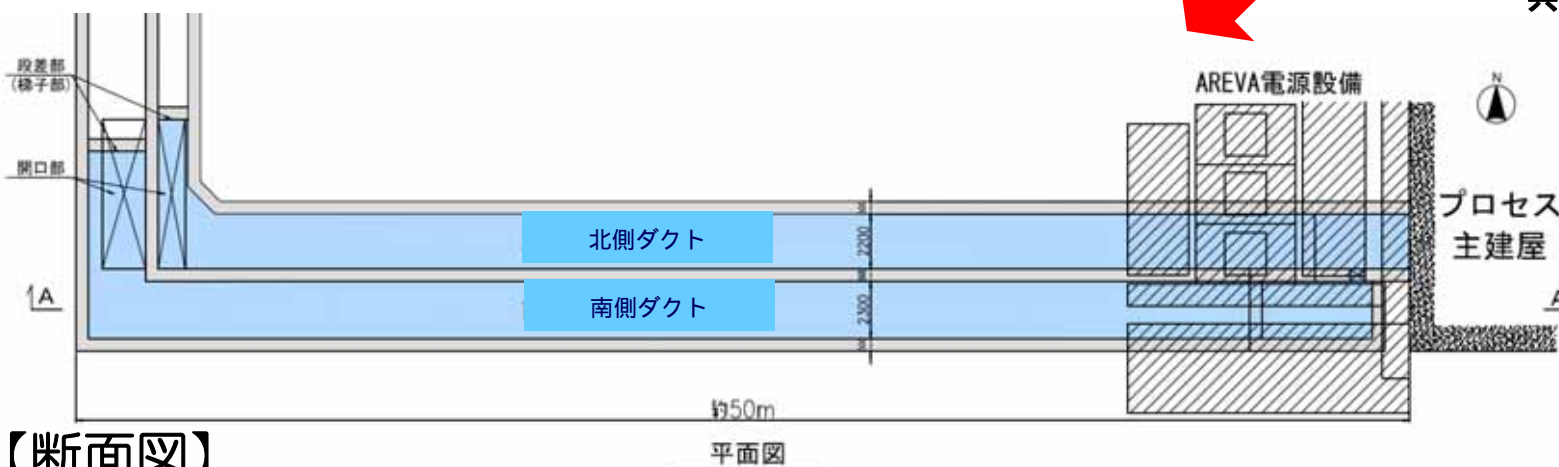 段差部
(梯子部)
開口部
AREVA電源設備
N
プロセス
主建屋
北側ダクト
2200
南側ダクト
2300
A
約50m
平面図
【断面図】